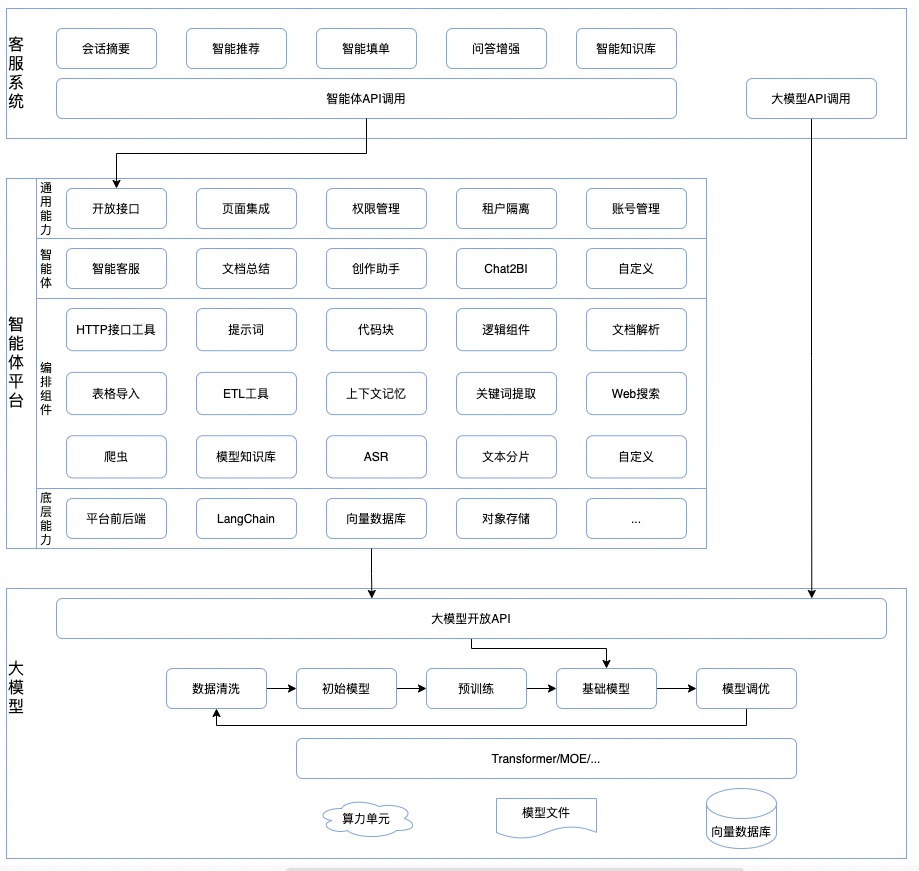 客服系统
会话摘要
智能推荐
智能填单
问答增强
智能知识库
智能体API调用
大模型API调用
智能体平台
通用能力
开放接口
页面集成
权限管理
租户隔离
账号管理
智能体
智能客服
文档总结
创作助手
Chat2BI
自定义
编排组件
HTTP接口工具
提示词
代码块
逻辑组件
文档解析
表格导入
ETL工具
上下文记忆
关键词提取
Web搜索
爬虫
模型知识库
ASR
文本分片
自定义
底层能力
平台前后端
LangChain
向量数据库
对象存储
...
大模型
大模型开放API
数据清洗
初始模型
预训练
基础模型
模型调优
Transformer/MOE/...
算力单元
模型文件
向量数据库